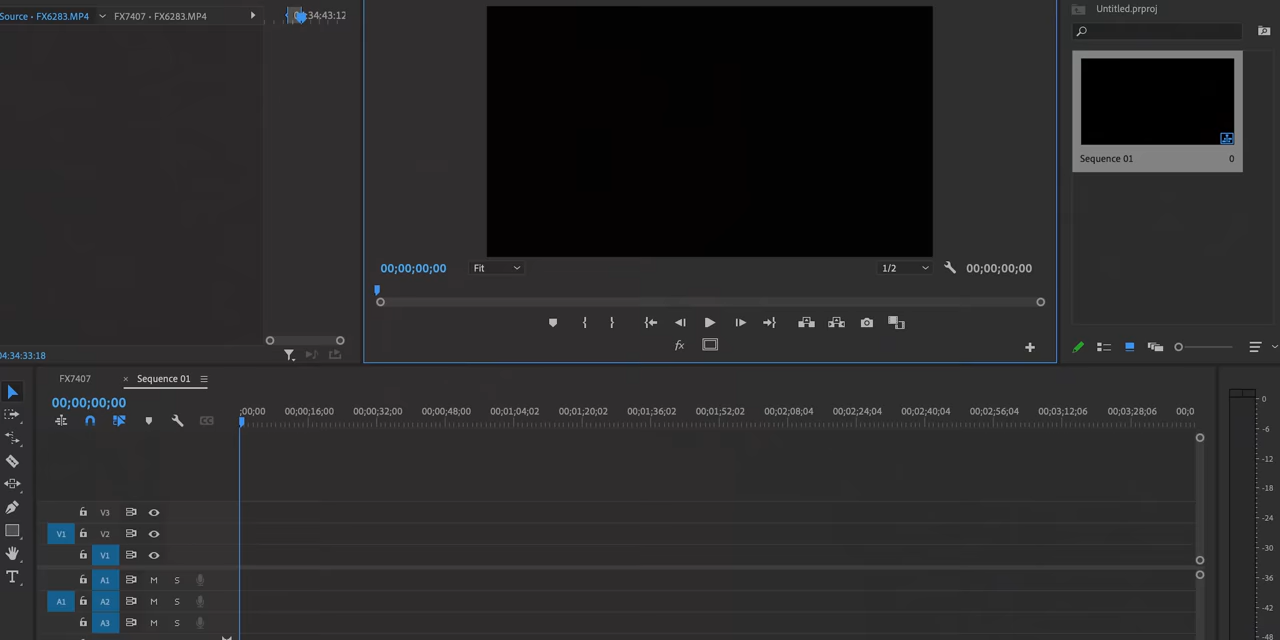 Source • FX6283.MP4
FX7407 • FX6283.MP4
34:43:12
Untitled.prproj
Sequence 01
0
00;00;00;00
Fit
1/2
00;00;00;00
fx
4:34:33:18
FX7407
× Sequence 01
00;00;00;00
;00;00
00;00;16;00
00;00;32;00
00;00;48;00
00;01;04;02
00;01;20;02
00;01;36;02
00;01;52;02
00;02;08;04
00;02;24;04
00;02;40;04
00;02;56;04
00;03;12;06
00;03;28;06
00;0
CC
V3
V1 V2
V1
A1 M S
A1 A2 M S
A3 M S
T
0
-6
-12
-18
-24
-30
-36
-42
-48